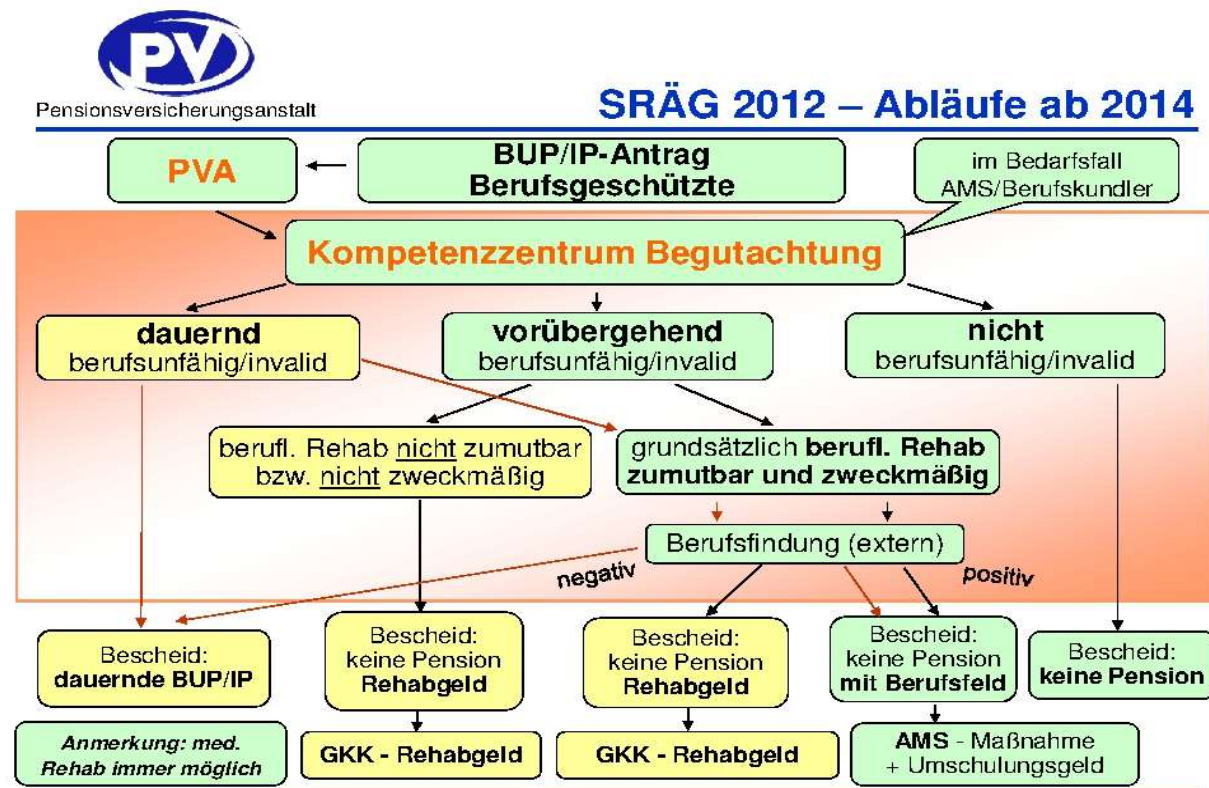 PV
Pensionsversicherungsanstalt
SRÄG 2012 – Abläufe ab 2014
PVA
BUP/IP-Antrag
Berufsgeschützte
im Bedarfsfall
AMS/Berufskundler
Kompetenzzentrum Begutachtung
dauernd
berufsunfähig/invalid
vorübergehend
berufsunfähig/invalid
nicht
berufsunfähig/invalid
berufl. Rehab nicht zumutbar
bzw. nicht zweckmäßig
grundsätzlich berufl. Rehab
zumutbar und zweckmäßig
Berufsfindung (extern)
negativ
positiv
Bescheid:
dauernde BUP/IP
Bescheid:
keine Pension
Rehabgeld
Bescheid:
keine Pension
Rehabgeld
Bescheid:
keine Pension
mit Berufsfeld
Bescheid:
keine Pension
Anmerkung: med.
Rehab immer möglich
GKK - Rehabgeld
GKK - Rehabgeld
AMS - Maßnahme
+ Umschulungsgeld